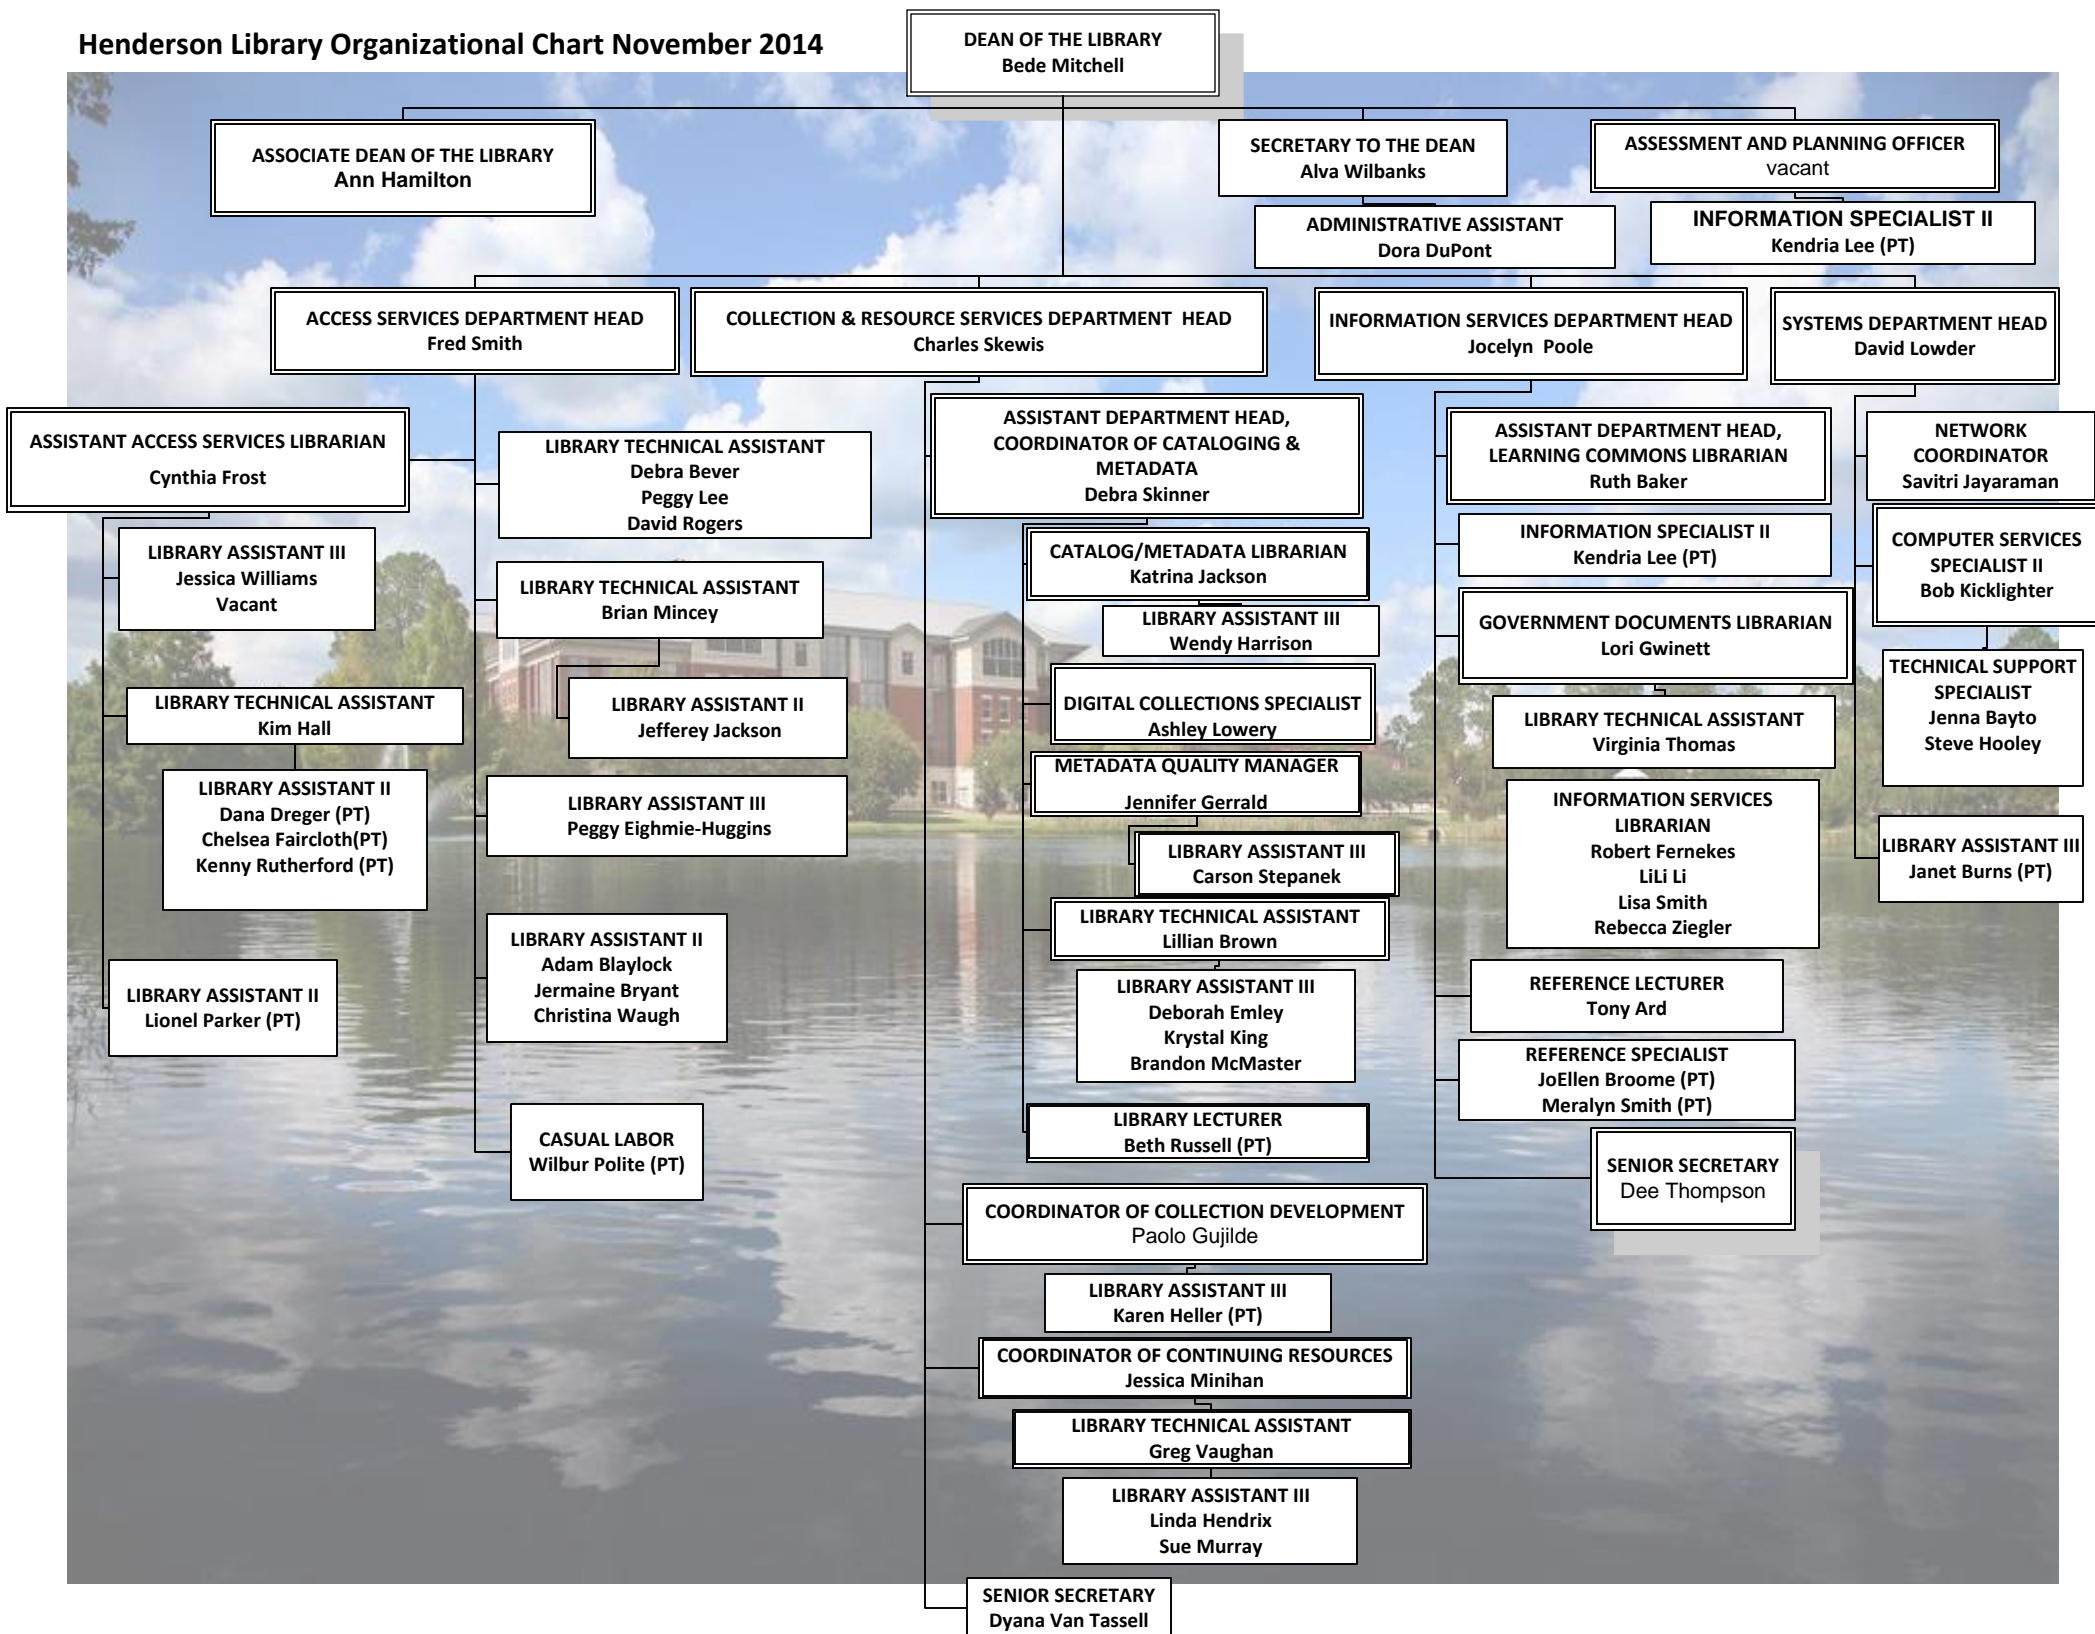 Henderson Library Organizational Chart November 2014
DEAN OF THE LIBRARY
Bede Mitchell
ASSOCIATE DEAN OF THE LIBRARY
Ann Hamilton
SECRETARY TO THE DEAN
Alva Wilbanks
ADMINISTRATIVE ASSISTANT
Dora DuPont
ASSESSMENT AND PLANNING OFFICER
vacant
INFORMATION SPECIALIST II
Kendria Lee (PT)
ACCESS SERVICES DEPARTMENT HEAD
Fred Smith
COLLECTION & RESOURCE SERVICES DEPARTMENT HEAD
Charles Skewis
INFORMATION SERVICES DEPARTMENT HEAD
Jocelyn Poole
SYSTEMS DEPARTMENT HEAD
David Lowder
ASSISTANT ACCESS SERVICES LIBRARIAN
Cynthia Frost
LIBRARY ASSISTANT III
Jessica Williams
Vacant
LIBRARY TECHNICAL ASSISTANT
Kim Hall
LIBRARY ASSISTANT II
Dana Dreger (PT)
Chelsea Faircloth(PT)
Kenny Rutherford (PT)
LIBRARY ASSISTANT II
Lionel Parker (PT)
LIBRARY TECHNICAL ASSISTANT
Debra Bever
Peggy Lee
David Rogers
LIBRARY TECHNICAL ASSISTANT
Brian Mincey
LIBRARY ASSISTANT II
Jefferey Jackson
LIBRARY ASSISTANT III
Peggy Eighmie-Huggins
LIBRARY ASSISTANT II
Adam Blaylock
Jermaine Bryant
Christina Waugh
CASUAL LABOR
Wilbur Polite (PT)
ASSISTANT DEPARTMENT HEAD,
COORDINATOR OF CATALOGING &
METADATA
Debra Skinner
CATALOG/METADATA LIBRARIAN
Katrina Jackson
LIBRARY ASSISTANT III
Wendy Harrison
DIGITAL COLLECTIONS SPECIALIST
Ashley Lowery
METADATA QUALITY MANAGER
Jennifer Gerrald
LIBRARY ASSISTANT III
Carson Stepanek
LIBRARY TECHNICAL ASSISTANT
Lillian Brown
LIBRARY ASSISTANT III
Deborah Emley
Krystal King
Brandon McMaster
LIBRARY LECTURER
Beth Russell (PT)
COORDINATOR OF COLLECTION DEVELOPMENT
Paolo Gujilde
LIBRARY ASSISTANT III
Karen Heller (PT)
COORDINATOR OF CONTINUING RESOURCES
Jessica Minihan
LIBRARY TECHNICAL ASSISTANT
Greg Vaughan
LIBRARY ASSISTANT III
Linda Hendrix
Sue Murray
SENIOR SECRETARY
Dyana Van Tassell
ASSISTANT DEPARTMENT HEAD,
LEARNING COMMONS LIBRARIAN
Ruth Baker
INFORMATION SPECIALIST II
Kendria Lee (PT)
GOVERNMENT DOCUMENTS LIBRARIAN
Lori Gwinett
LIBRARY TECHNICAL ASSISTANT
Virginia Thomas
INFORMATION SERVICES
LIBRARIAN
Robert Fernekes
LiLi Li
Lisa Smith
Rebecca Ziegler
REFERENCE LECTURER
Tony Ard
REFERENCE SPECIALIST
JoEllen Broome (PT)
Meralyn Smith (PT)
SENIOR SECRETARY
Dee Thompson
NETWORK
COORDINATOR
Savitri Jayaraman
COMPUTER SERVICES
SPECIALIST II
Bob Kicklighter
TECHNICAL SUPPORT
SPECIALIST
Jenna Bayto
Steve Hooley
LIBRARY ASSISTANT III
Janet Burns (PT)